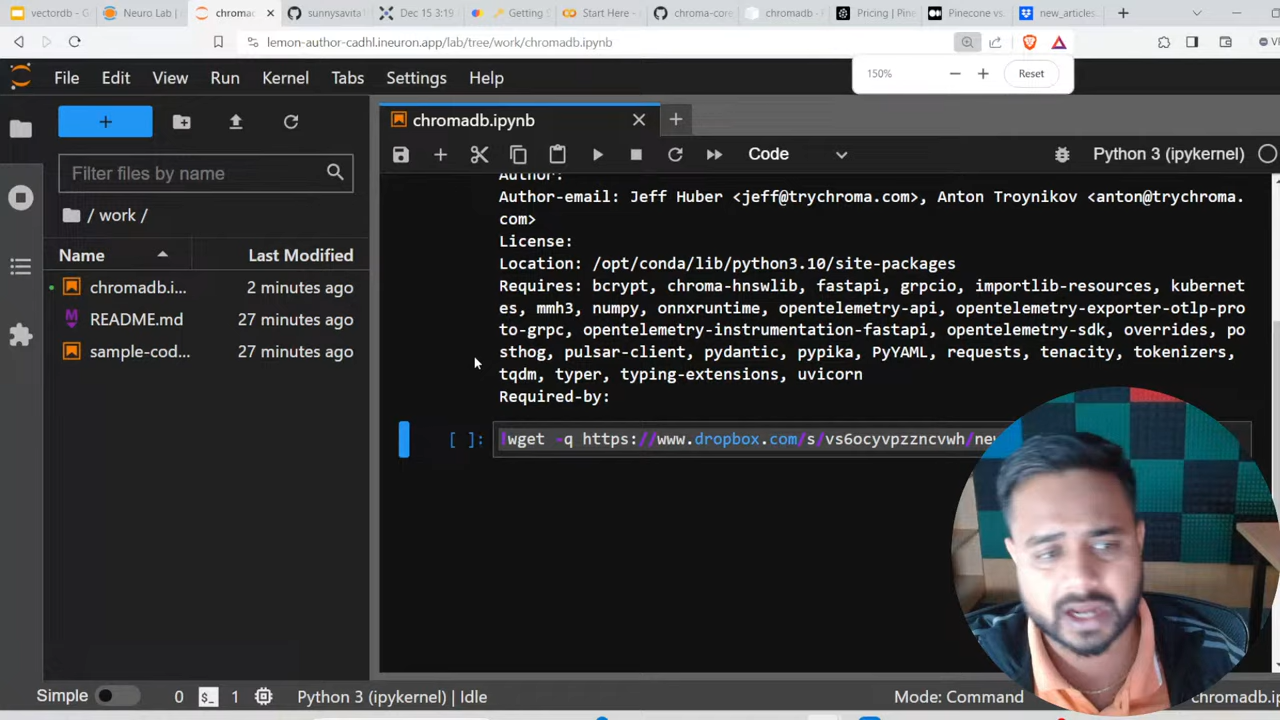 vectordb
Neuro Lab
chromac
sunnysavita
Dec 15 3:19
Getting S
Start Here -
chroma-core
chromadb - P
Pricing | Pine
Pinecone vs.
new_articles.
lemon-author-cadhl.ineuron.app/lab/tree/work/chromadb.ipynb
150%
Reset
File Edit View Run Kernel Tabs Settings Help
Filter files by name
/ work /
Name Last Modified
chromadb.i... 2 minutes ago
README.md 27 minutes ago
sample-cod... 27 minutes ago
chromadb.ipynb
Code
Python 3 (ipykernel)
Author:
Author-email: Jeff Huber <jeff@trychroma.com>, Anton Troynikov <anton@trychroma.
com>
License:
Location: /opt/conda/lib/python3.10/site-packages
Requires: bcrypt, chroma-hnswlib, fastapi, grpcio, importlib-resources, kubernet
es, mmh3, numpy, onnxruntime, opentelemetry-api, opentelemetry-exporter-otlp-pro
to-grpc, opentelemetry-instrumentation-fastapi, opentelemetry-sdk, overrides, po
sthog, pulsar-client, pydantic, pypika, PyYAML, requests, tenacity, tokenizers,
tqdm, typer, typing-extensions, uvicorn
Required-by:
[ ]: !wget -q https://www.dropbox.com/s/vs6ocyvpzzncvwh/new
Simple 0 1 Python 3 (ipykernel) | Idle
Mode: Command
chromadb.ip